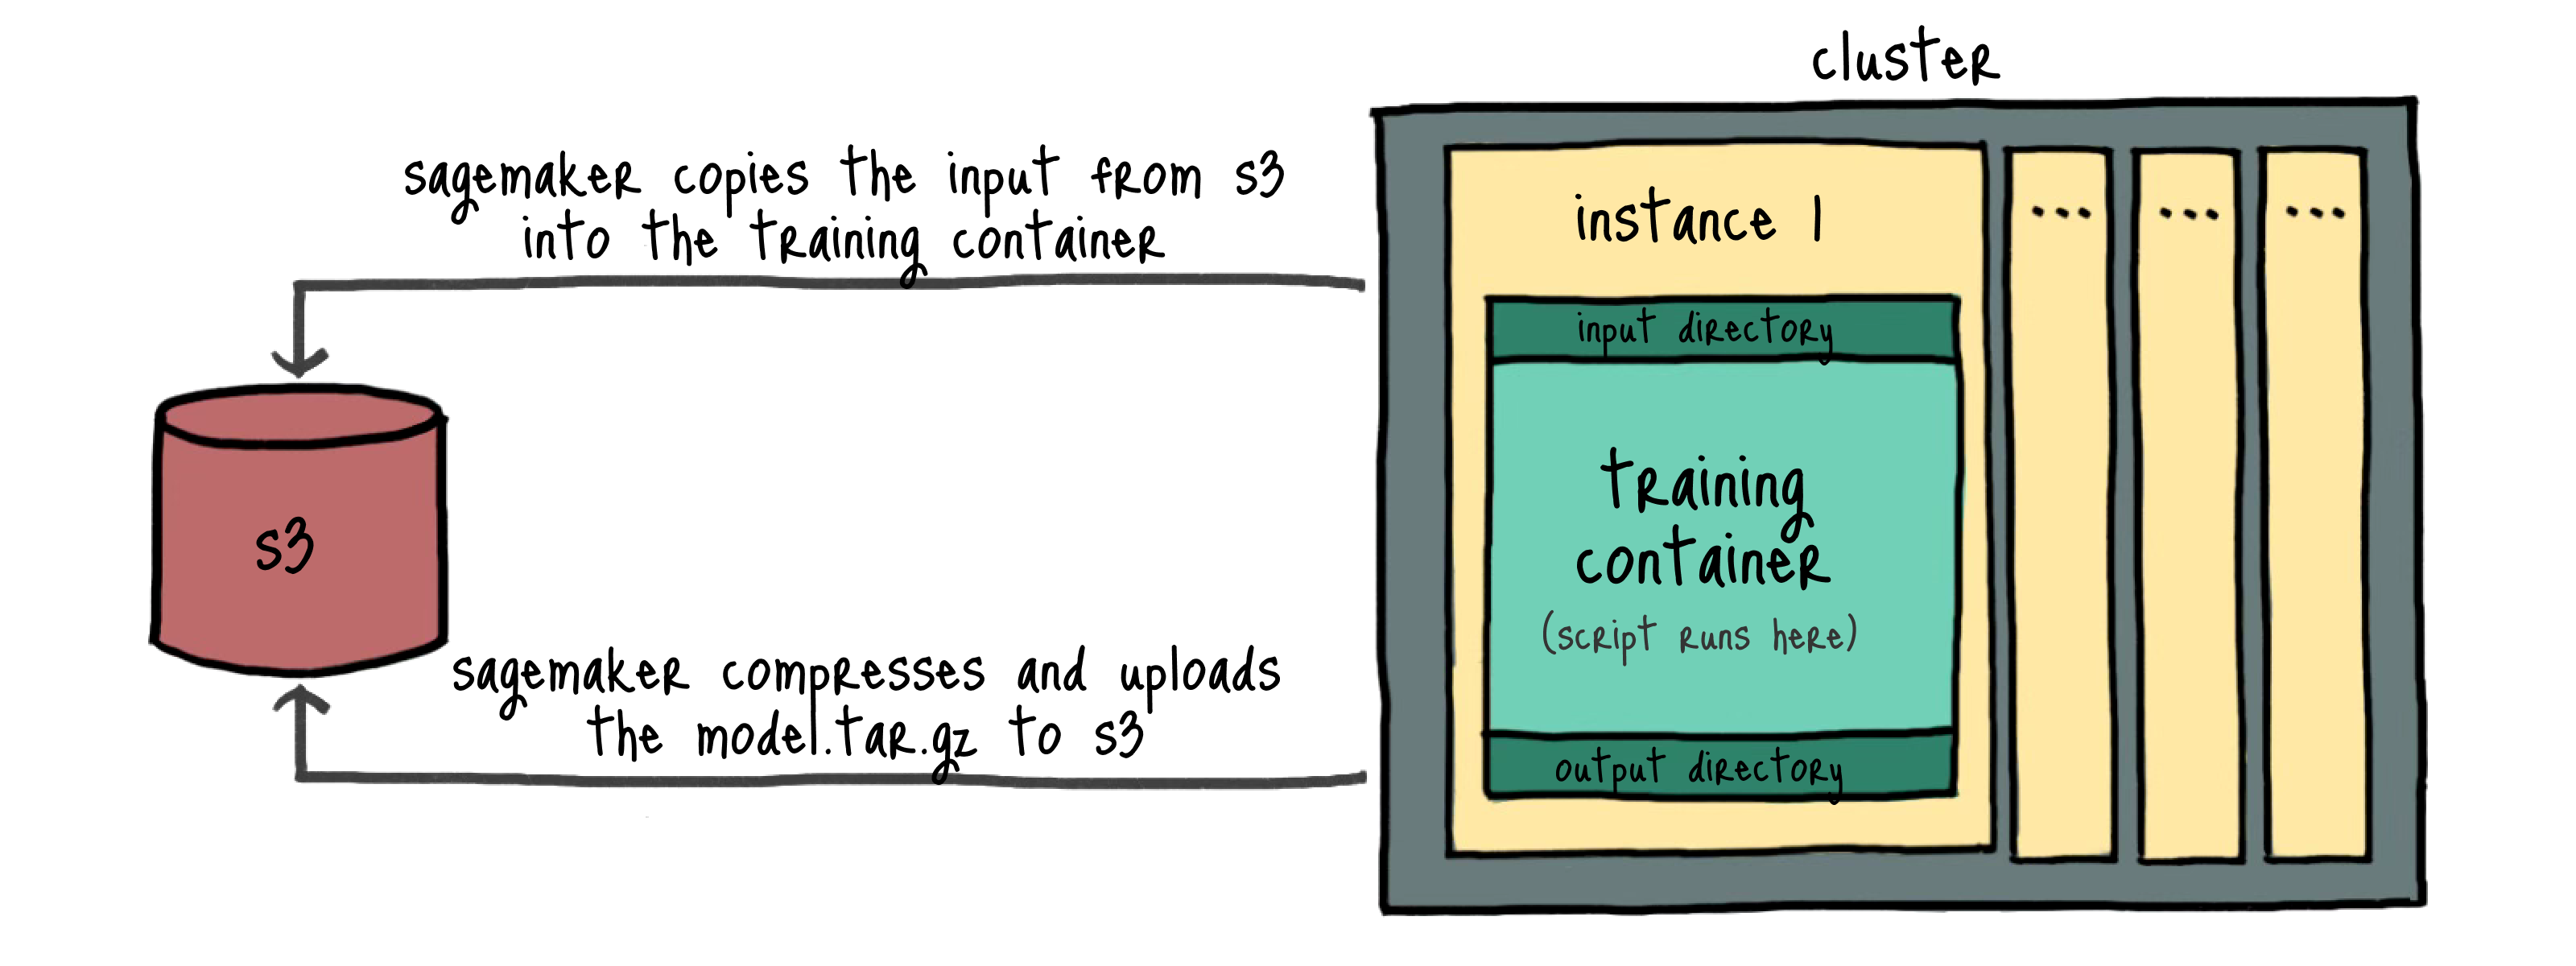 cluster
sagemaker copies the input from s3
into the training container
instance 1
...
...
...
input directory
training
container
(script runs here)
s3
sagemaker compresses and uploads
the model.tar.gz to s3
output directory